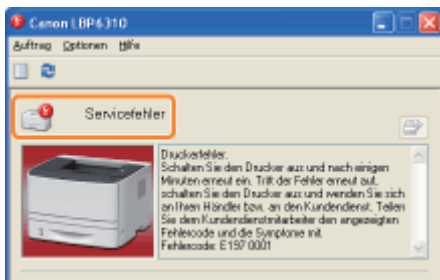 Canon LBP6310
Auftrag Optionen Hilfe
Servicefehler
Druckerfehler.
Schalten Sie den Drucker aus und nach einigen
Minuten erneut ein. Tritt der Fehler erneut auf,
schalten Sie den Drucker aus und wenden Sie sich
an Ihren Händler bzw. an den Kundendienst. Teilen
Sie dem Kundendienstmitarbeiter den angezeigten
Fehlercode und die Symptome mit.
Fehlercode: E197 0001